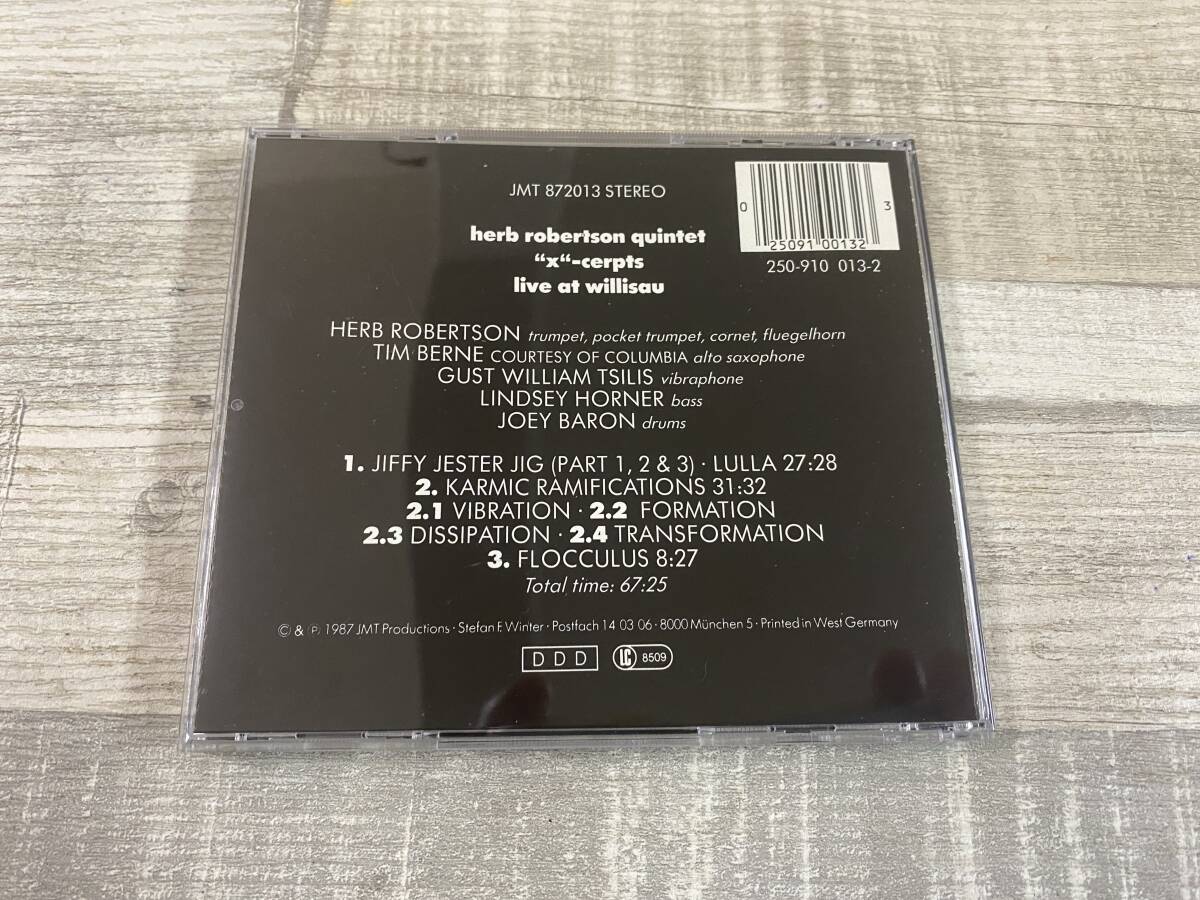 JMT 872013 STEREO
0
3
25091 00132
250-910 013-2
herb robertson quintet
“x“-cerpts
live at willisau
HERB ROBERTSON trumpet, pocket trumpet, cornet, fluegelhorn
TIM BERNE COURTESY OF COLUMBIA alto saxophone
GUST WILLIAM TSILIS vibraphone
LINDSEY HORNER bass
JOEY BARON drums
1. JIFFY JESTER JIG (PART 1, 2 & 3) · LULLA 27:28
2. KARMIC RAMIFICATIONS 31:32
2.1 VIBRATION · 2.2 FORMATION
2.3 DISSIPATION · 2.4 TRANSFORMATION
3. FLOCCULUS 8:27
Total time: 67:25
© & ℗ 1987 JMT Productions · Stefan F. Winter · Postfach 14 03 06 · 8000 München 5 · Printed in West Germany
DDD
LC 8509